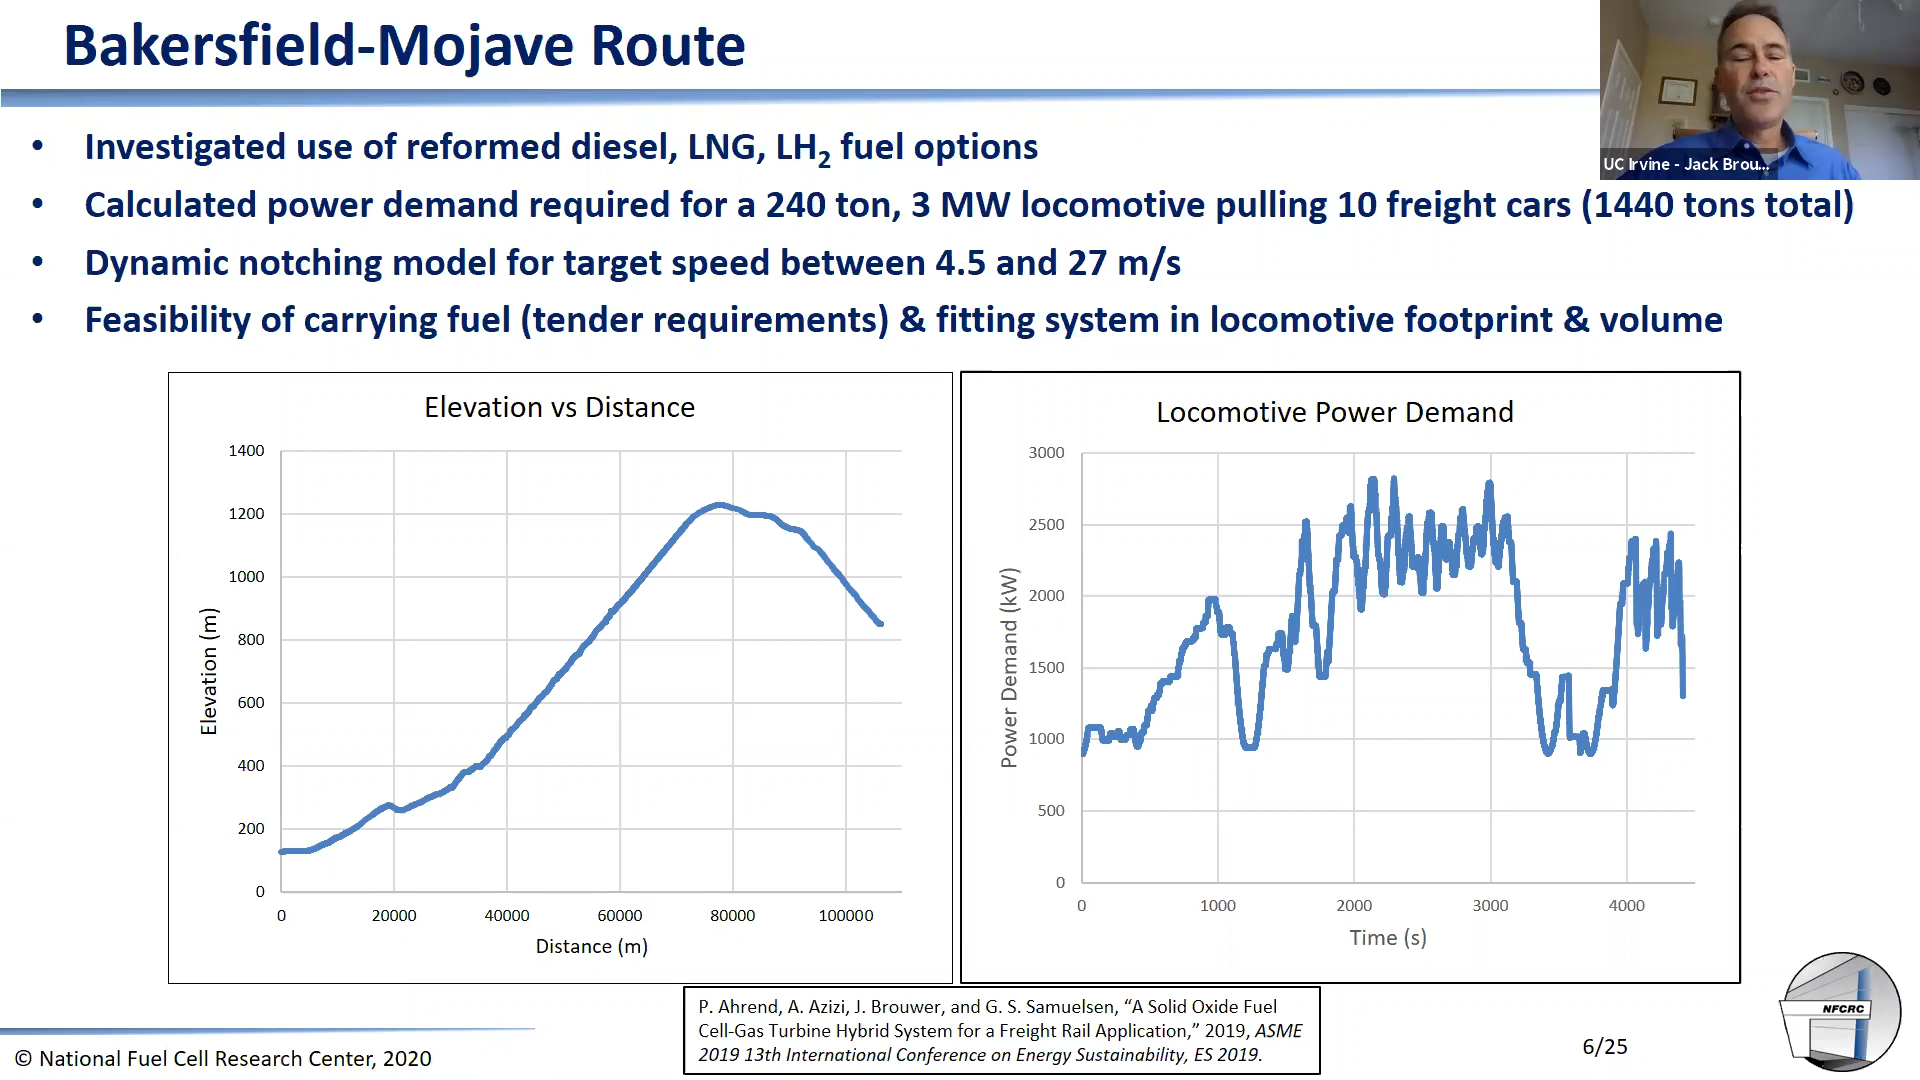 Bakersfield-Mojave Route
UC Irvine - Jack Brou...
• Investigated use of reformed diesel, LNG, LH2 fuel options
• Calculated power demand required for a 240 ton, 3 MW locomotive pulling 10 freight cars (1440 tons total)
• Dynamic notching model for target speed between 4.5 and 27 m/s
• Feasibility of carrying fuel (tender requirements) & fitting system in locomotive footprint & volume
Elevation vs Distance
1400
1200
1000
800
600
400
200
0
Elevation (m)
0 20000 40000 60000 80000 100000
Distance (m)
Locomotive Power Demand
3000
2500
2000
1500
1000
500
0
Power Demand (kW)
0 1000 2000 3000 4000
Time (s)
P. Ahrend, A. Azizi, J. Brouwer, and G. S. Samuelsen, “A Solid Oxide Fuel
Cell-Gas Turbine Hybrid System for a Freight Rail Application,” 2019, ASME
2019 13th International Conference on Energy Sustainability, ES 2019.
© National Fuel Cell Research Center, 2020
6/25
NFCRC